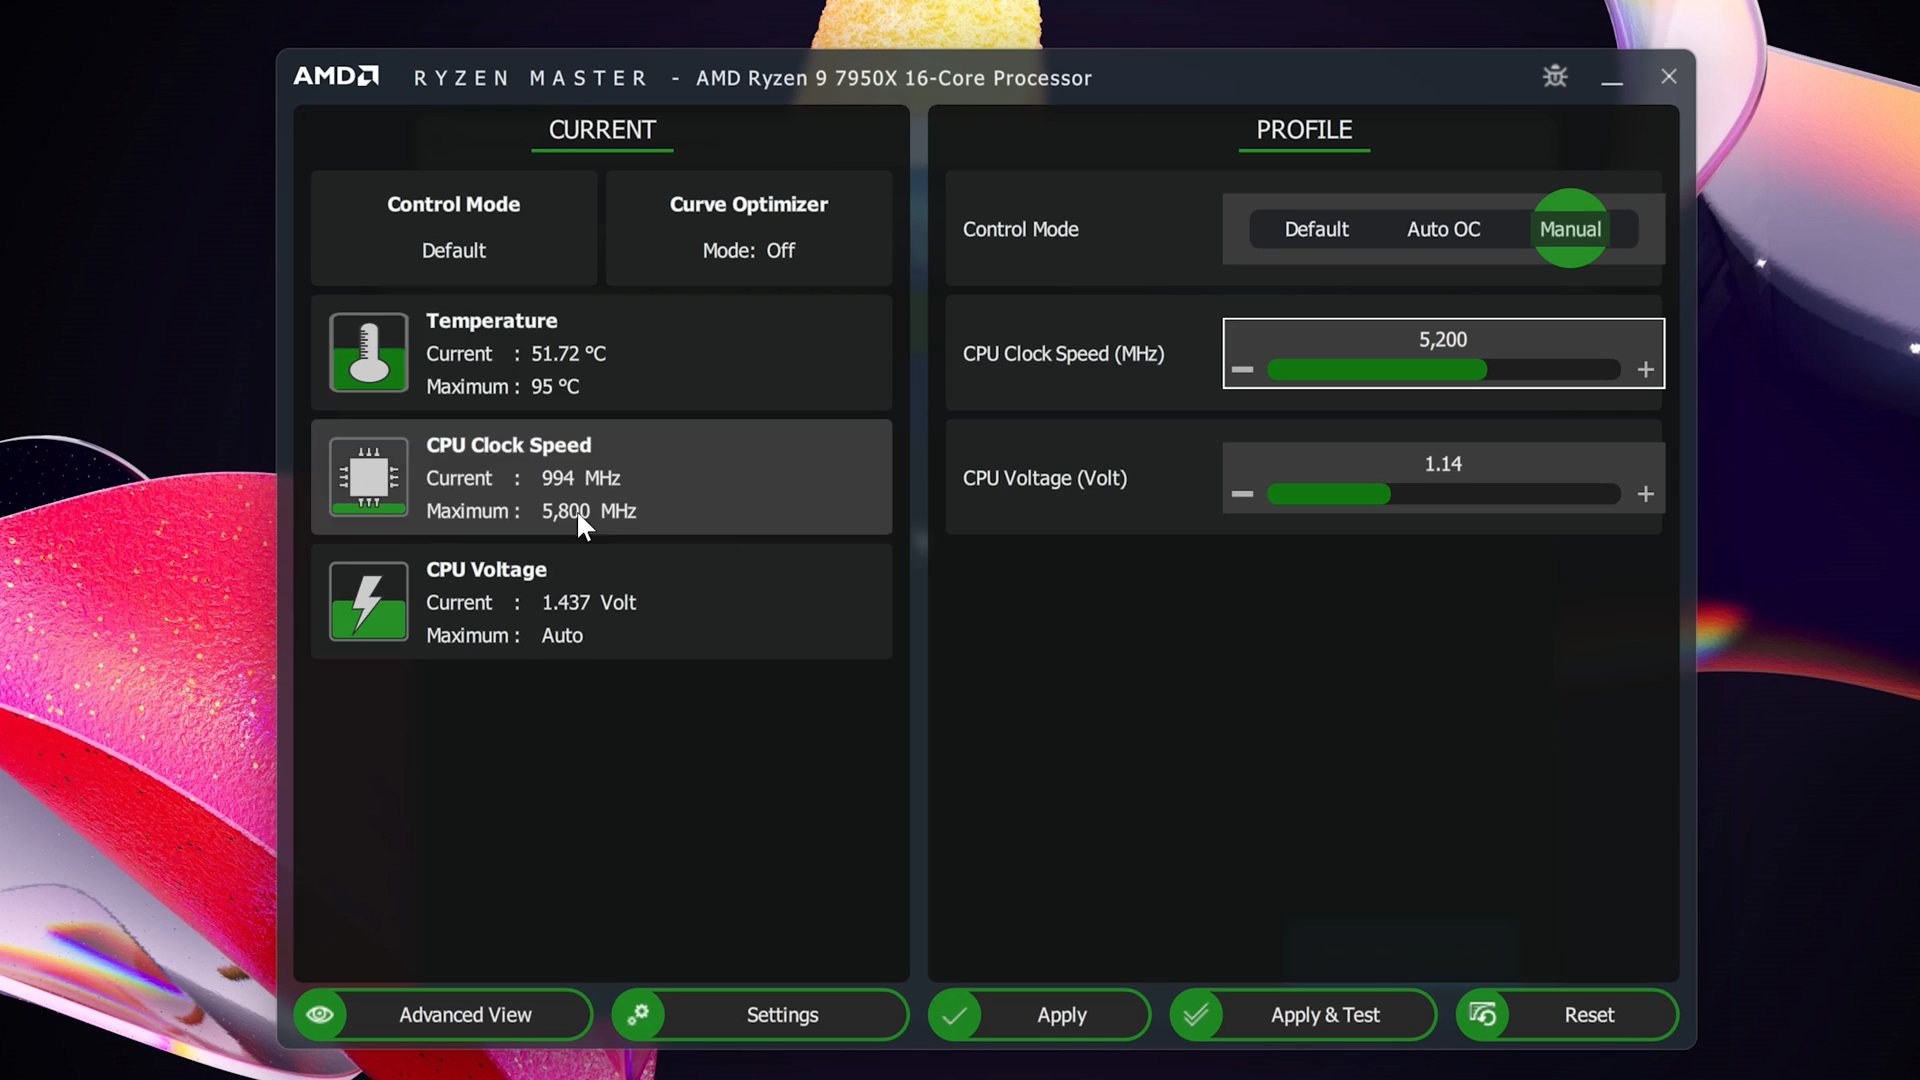 AMD RYZEN MASTER - AMD Ryzen 9 7950X 16-Core Processor
CURRENT
Control Mode
Default
Curve Optimizer
Mode: Off
Temperature
Current : 51.72 °C
Maximum : 95 °C
CPU Clock Speed
Current : 994 MHz
Maximum : 5,800 MHz
CPU Voltage
Current : 1.437 Volt
Maximum : Auto
PROFILE
Control Mode
Default Auto OC Manual
CPU Clock Speed (MHz)
5,200
CPU Voltage (Volt)
1.14
Advanced View
Settings
Apply
Apply & Test
Reset